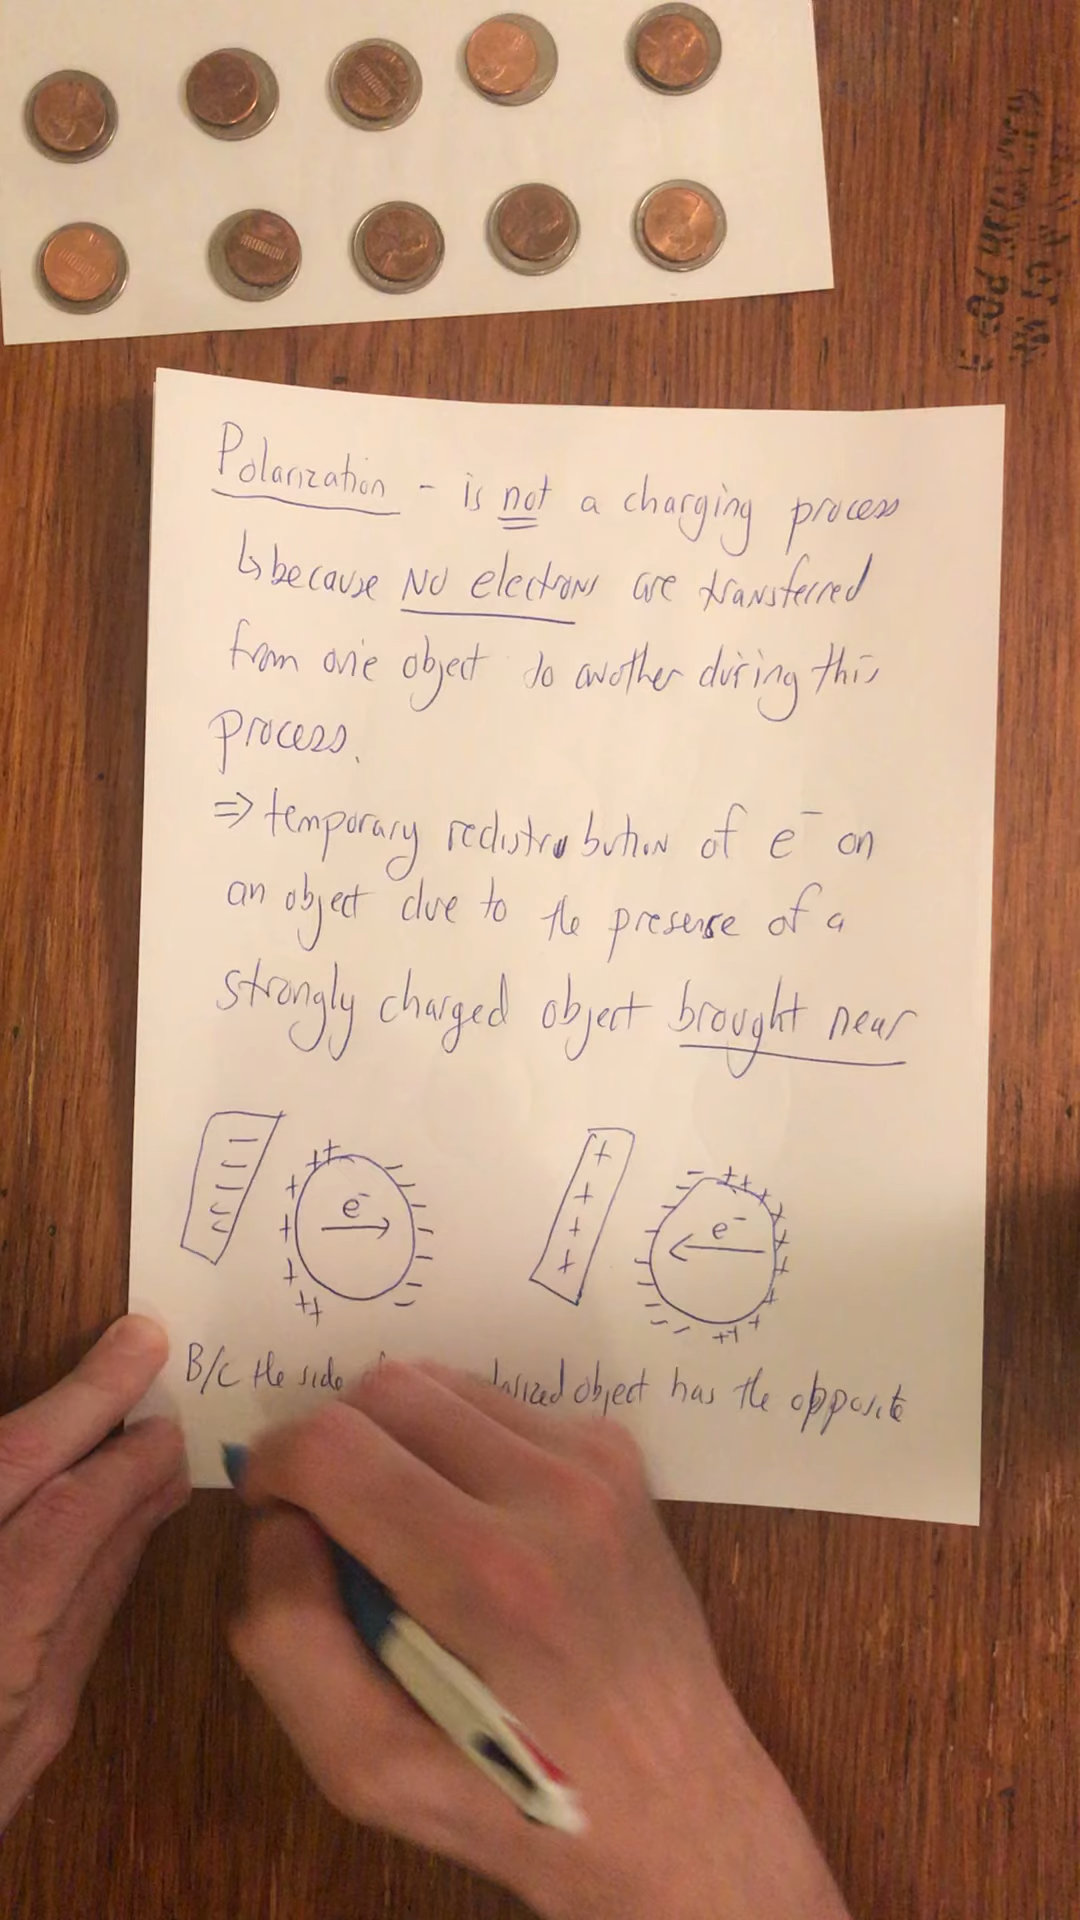 Polarization - is not a charging process
↳ because NO electrons are transferred
from one object to another during this
process.
⇒ temporary redistribution of e⁻ on
an object due to the presense of a
strongly charged object brought near
e⁻
e⁻
B/C the side object has the opposite